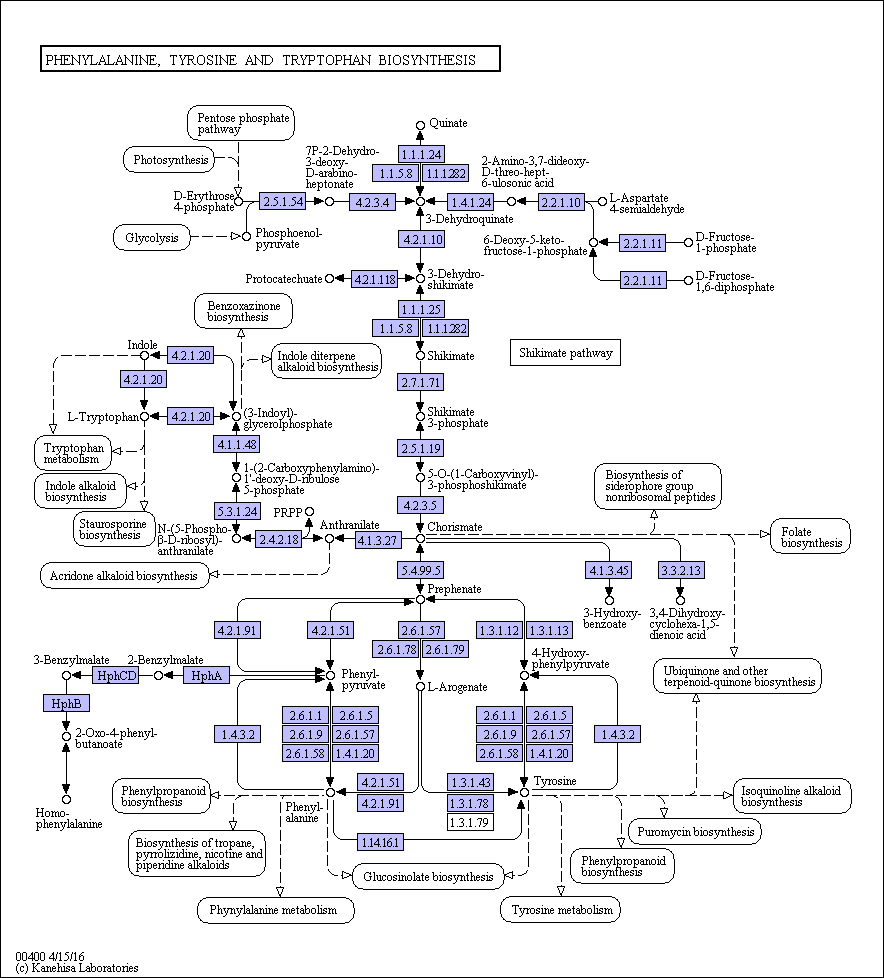 PHENYLALANINE, TYROSINE AND TRYPTOPHAN BIOSYNTHESIS
Pentose phosphate
pathway
Photosynthesis
Quinate
1.1.1.24
1.1.5.8
1.1.1.282
7P-2-Dehydro-
3-deoxy-
D-arabino-
heptonate
2-Amino-3,7-dideoxy-
D-threo-hept-
6-ulosonic acid
D-Erythrose
4-phosphate
2.5.1.54
4.2.3.4
1.4.1.24
2.2.1.10
L-Aspartate
4-semialdehyde
3-Dehydroquinate
Glycolysis
Phosphoenol-
pyruvate
4.2.1.10
6-Deoxy-5-keto-
fructose-1-phosphate
2.2.1.11
D-Fructose-
1-phosphate
Protocatechuate
4.2.1.118
3-Dehydro-
shikimate
2.2.1.11
D-Fructose-
1,6-diphosphate
Benzoxazinone
biosynthesis
1.1.1.25
1.1.5.8
1.1.1.282
Indole
4.2.1.20
Indole diterpene
alkaloid biosynthesis
Shikimate
Shikimate pathway
4.2.1.20
2.7.1.71
L-Tryptophan
4.2.1.20
(3-Indoyl)-
glycerolphosphate
Shikimate
3-phosphate
Tryptophan
metabolism
4.1.1.48
2.5.1.19
Indole alkaloid
biosynthesis
1-(2-Carboxyphenylamino)-
1'-deoxy-D-ribulose
5-phosphate
5-O-(1-Carboxyvinyl)-
3-phosphoshikimate
Biosynthesis of
siderophore group
nonribosomal peptides
Staurosporine
biosynthesis
5.3.1.24
PRPP
4.2.3.5
N-(5-Phospho-
β-D-ribosyl)-
anthranilate
2.4.2.18
Anthranilate
4.1.3.27
Chorismate
Folate
biosynthesis
Acridone alkaloid biosynthesis
5.4.99.5
4.1.3.45
3.3.2.13
Prephenate
3-Hydroxy-
benzoate
3,4-Dihydroxy-
cyclohexa-1,5-
dienoic acid
4.2.1.91
4.2.1.51
2.6.1.57
2.6.1.78
2.6.1.79
1.3.1.12
1.3.1.13
3-Benzylmalate
2-Benzylmalate
HphCD
HphA
Phenyl-
pyruvate
4-Hydroxy-
phenylpyruvate
Ubiquinone and other
terpenoid-quinone biosynthesis
HphB
L-Arogenate
2-Oxo-4-phenyl-
butanoate
1.4.3.2
2.6.1.1
2.6.1.5
2.6.1.9
2.6.1.57
2.6.1.58
1.4.1.20
2.6.1.1
2.6.1.5
2.6.1.9
2.6.1.57
2.6.1.58
1.4.1.20
1.4.3.2
Homo-
phenylalanine
Phenylpropanoid
biosynthesis
Phenyl-
alanine
4.2.1.51
4.2.1.91
1.3.1.43
1.3.1.78
1.3.1.79
Tyrosine
Isoquinoline alkaloid
biosynthesis
Puromycin biosynthesis
Biosynthesis of tropane,
pyrrolizidine, nicotine and
piperidine alkaloids
1.14.16.1
Phenylpropanoid
biosynthesis
Glucosinolate biosynthesis
Phynylalanine metabolism
Tyrosine metabolism
00400 4/15/16
(c) Kanehisa Laboratories